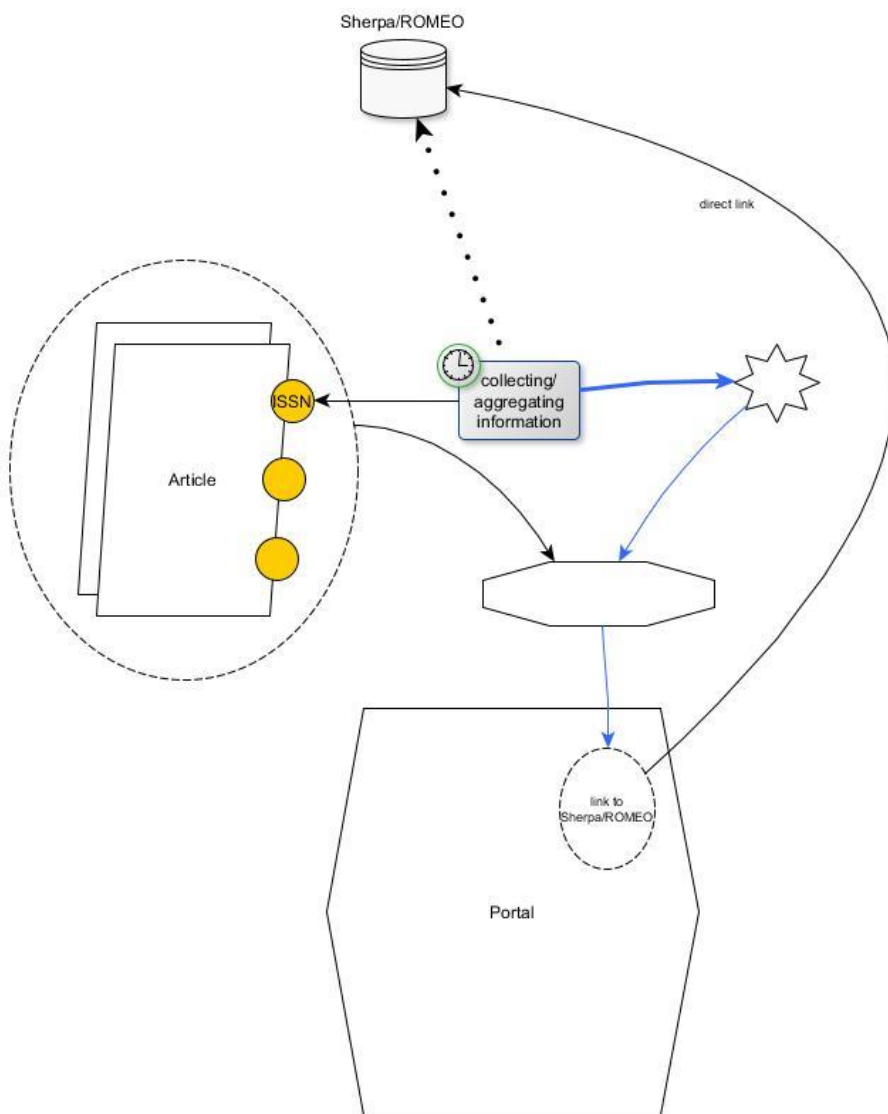 Sherpa/ROMEO
direct link
collecting/
aggregating
information
ISSN
Article
link to
Sherpa/ROMEO
Portal